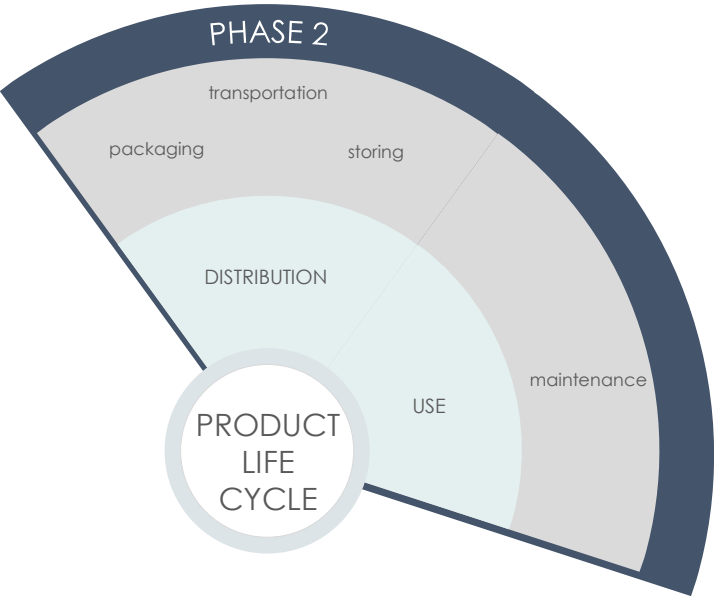 PHASE 2
transportation
packaging
storing
DISTRIBUTION
maintenance
USE
PRODUCT
LIFE
CYCLE